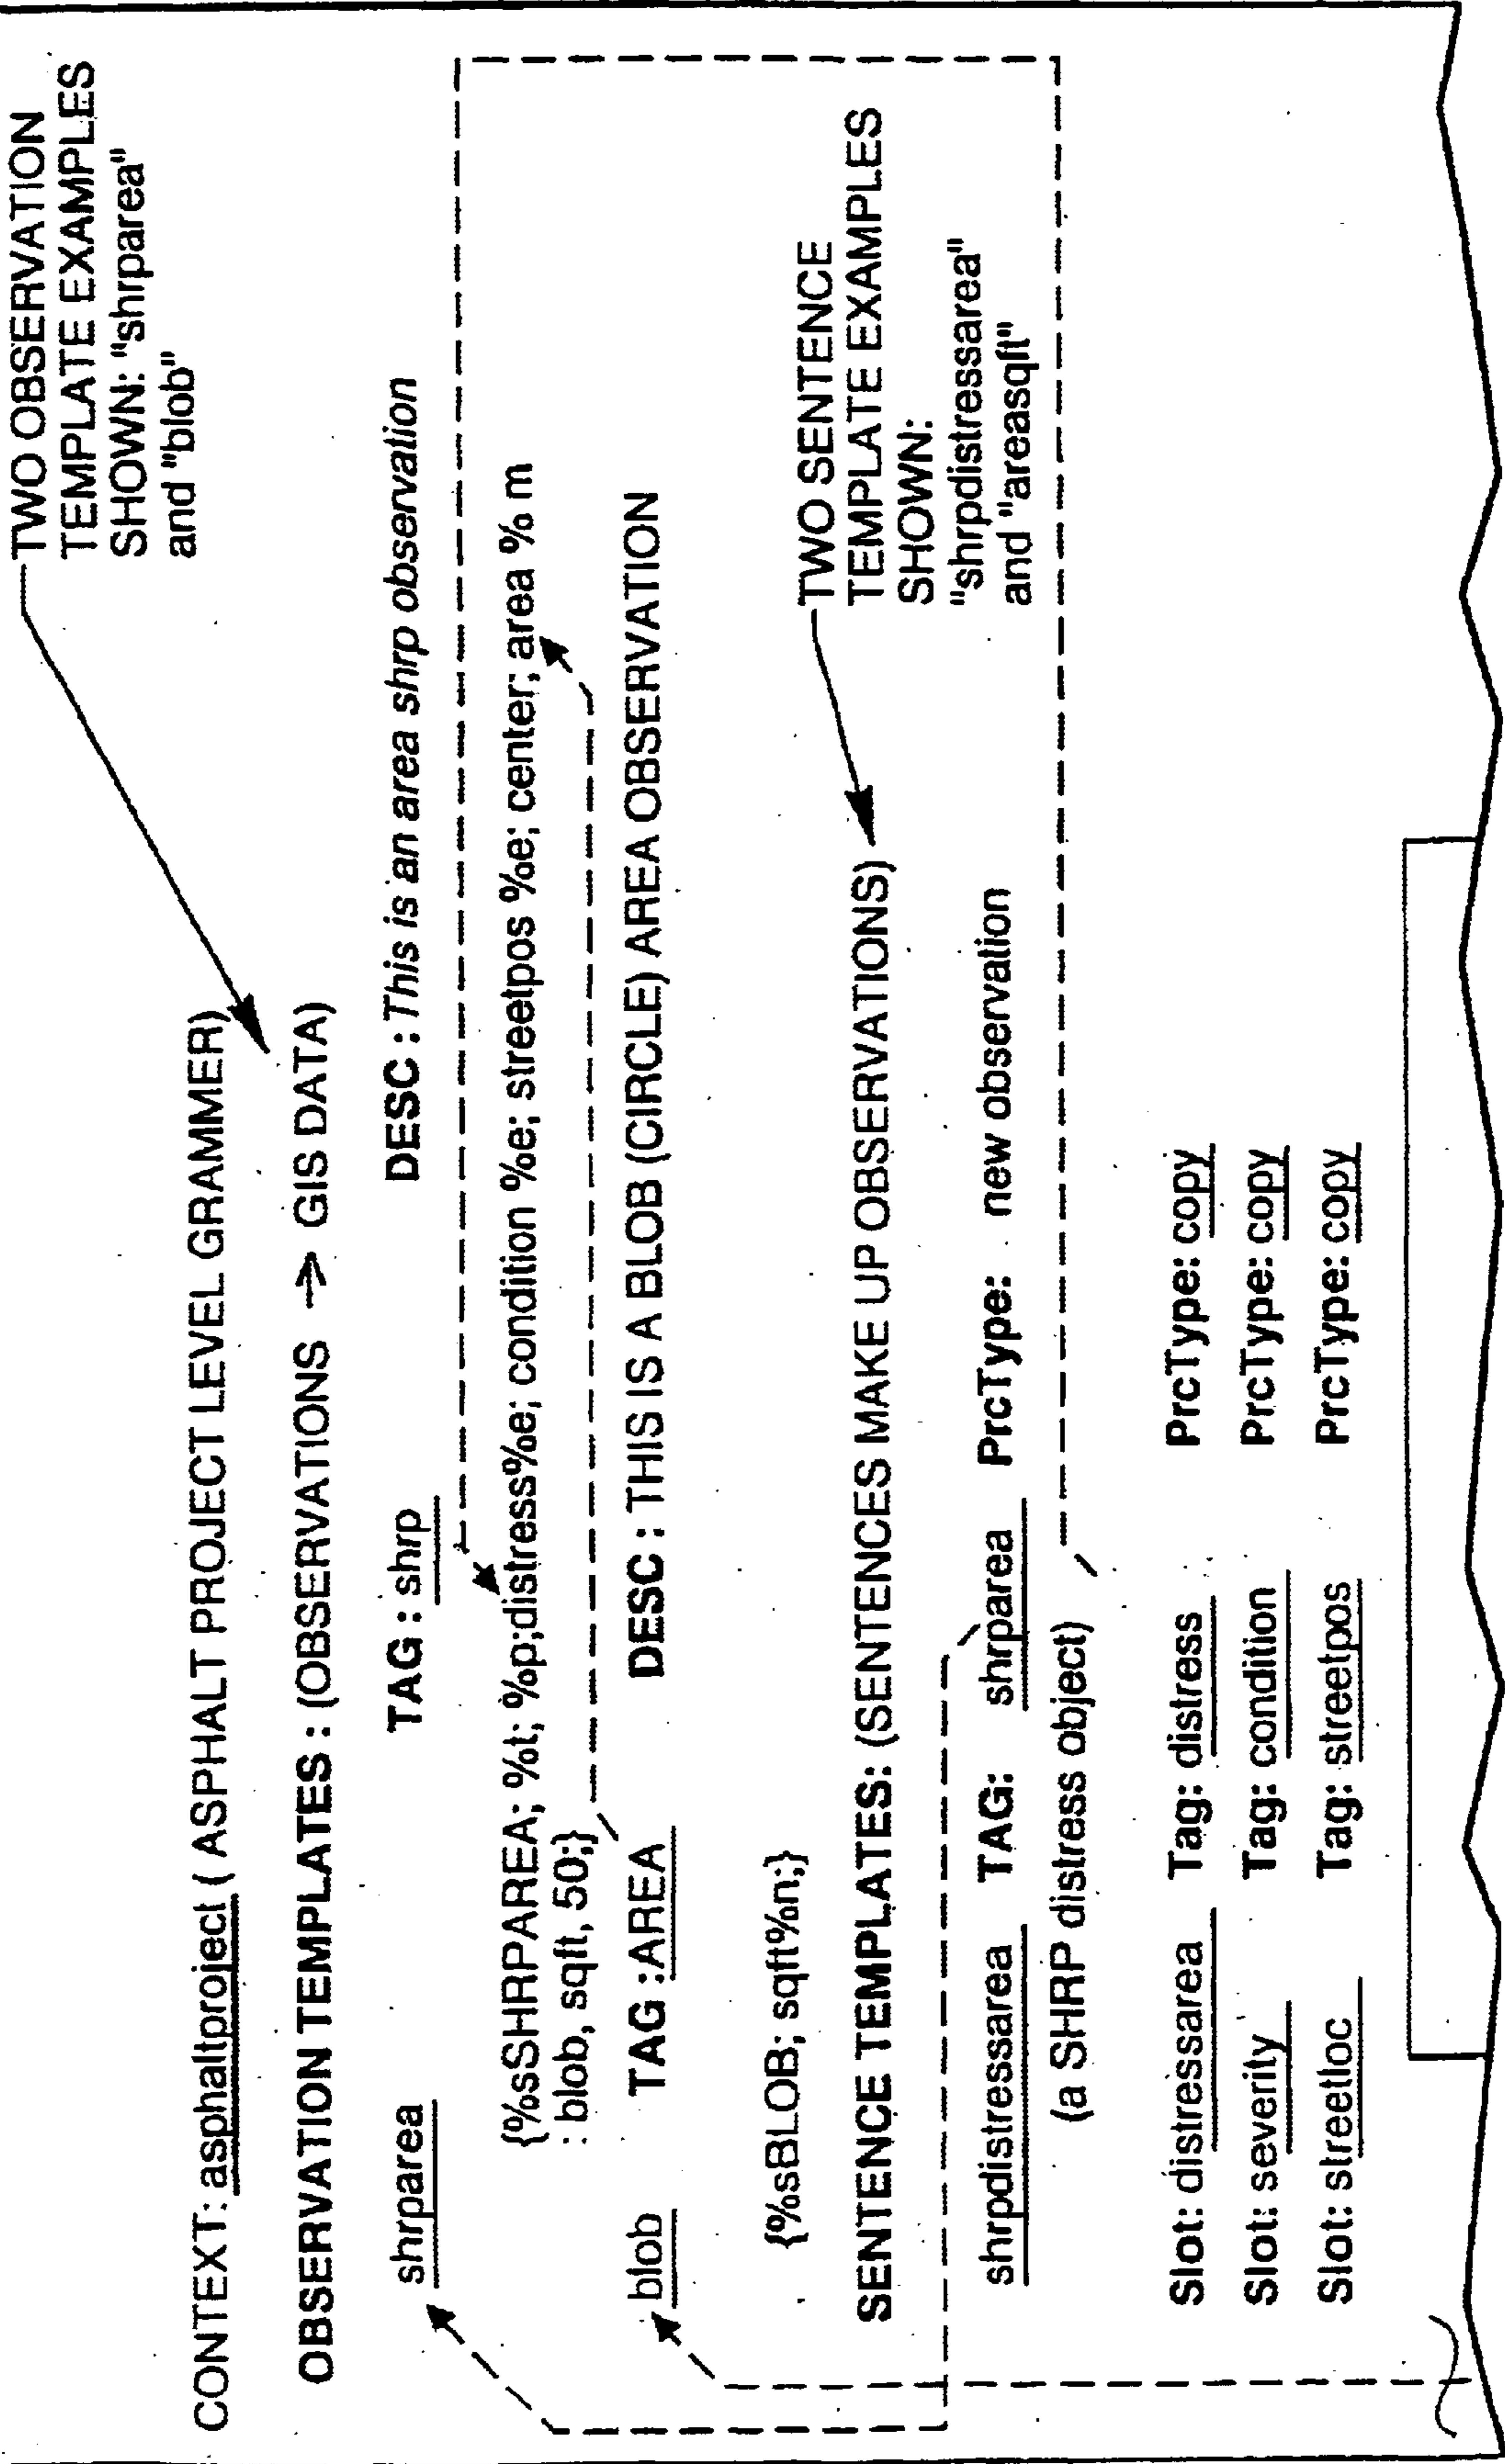 TWO OBSERVATION
TEMPLATE EXAMPLES
SHOWN: "shrparea"
and "blob"
CONTEXT: asphaltproject ( ASPHALT PROJECT LEVEL GRAMMER)
OBSERVATION TEMPLATES : (OBSERVATIONS -> GIS DATA)
shrparea TAG : shrp DESC : This is an area shrp observation
{%sSHRPAREA; %t; %p;distress%e; condition %e; streetpos %e; center; area % m
: blob, sqft, 50;}
blob TAG :AREA DESC : THIS IS A BLOB (CIRCLE) AREA OBSERVATION
{%sBLOB; sqft%n;}
TWO SENTENCE
TEMPLATE EXAMPLES
SHOWN:
"shrpdistressarea"
and "areasqft"
SENTENCE TEMPLATES: (SENTENCES MAKE UP OBSERVATIONS)
shrpdistressarea TAG: shrparea PrcType: new observation
(a SHRP distress object)
Slot: distressarea Tag: distress PrcType: copy
Slot: severity Tag: condition PrcType: copy
Slot: streetloc Tag: streetpos PrcType: copy